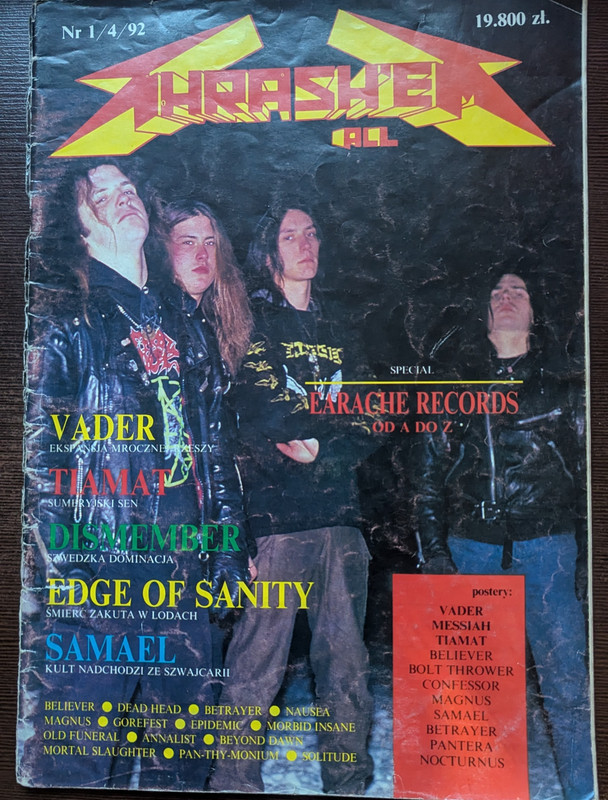 Nr 1/4/92
19.800 zł.
THRASH'EM
ALL
SPECIAL
EARACHE RECORDS
OD A DO Z
VADER
EKSPANSJA MROCZNEJ RZESZY
TIAMAT
SUMERYJSKI SEN
DISMEMBER
SZWEDZKA DOMINACJA
EDGE OF SANITY
ŚMIERĆ ZAKUTA W LODACH
SAMAEL
KULT NADCHODZI ZE SZWAJCARII
BELIEVER ● DEAD HEAD ● BETRAYER ● NAUSEA
MAGNUS ● GOREFEST ● EPIDEMIC ● MORBID INSANE
OLD FUNERAL ● ANNALIST ● BEYOND DAWN
MORTAL SLAUGHTER ● PAN-THY-MONIUM ● SOLITUDE
postery:
VADER
MESSIAH
TIAMAT
BELIEVER
BOLT THROWER
CONFESSOR
MAGNUS
SAMAEL
BETRAYER
PANTERA
NOCTURNUS